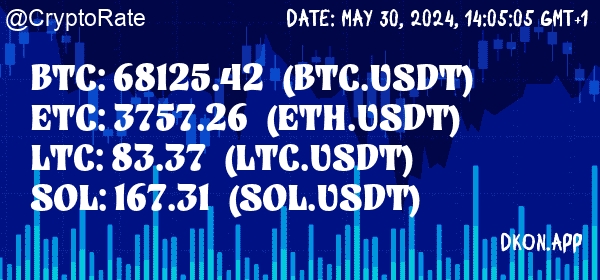 @CryptoRate
DATE: MAY 30, 2024, 14:05:05 GMT+1
BTC: 68125.42 (BTC.USDT)
ETC: 3757.26 (ETH.USDT)
LTC: 83.37 (LTC.USDT)
SOL: 167.31 (SOL.USDT)
DKON.APP